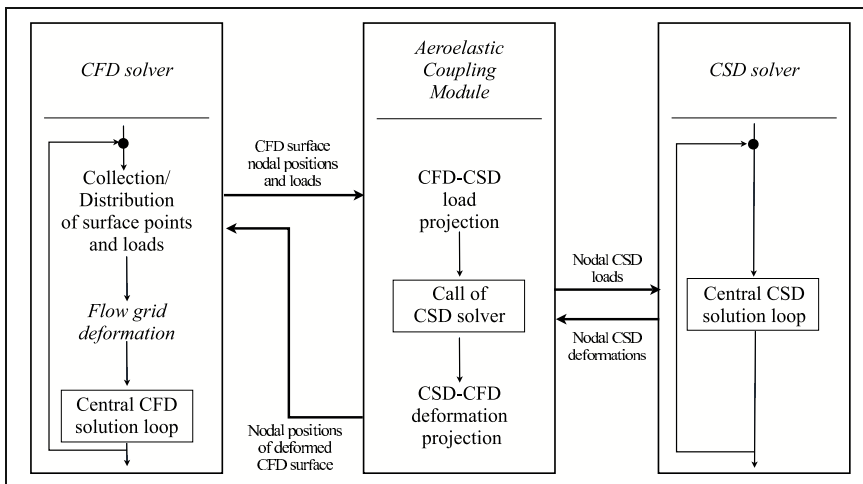 CFD solver
Collection/
Distribution
of surface points
and loads
Flow grid
deformation
Central CFD
solution loop
CFD surface
nodal positions
and loads
Nodal positions
of deformed
CFD surface
Aeroelastic
Coupling
Module
CFD-CSD
load
projection
Call of
CSD solver
CSD-CFD
deformation
projection
Nodal CSD
loads
Nodal CSD
deformations
CSD solver
Central CSD
solution loop